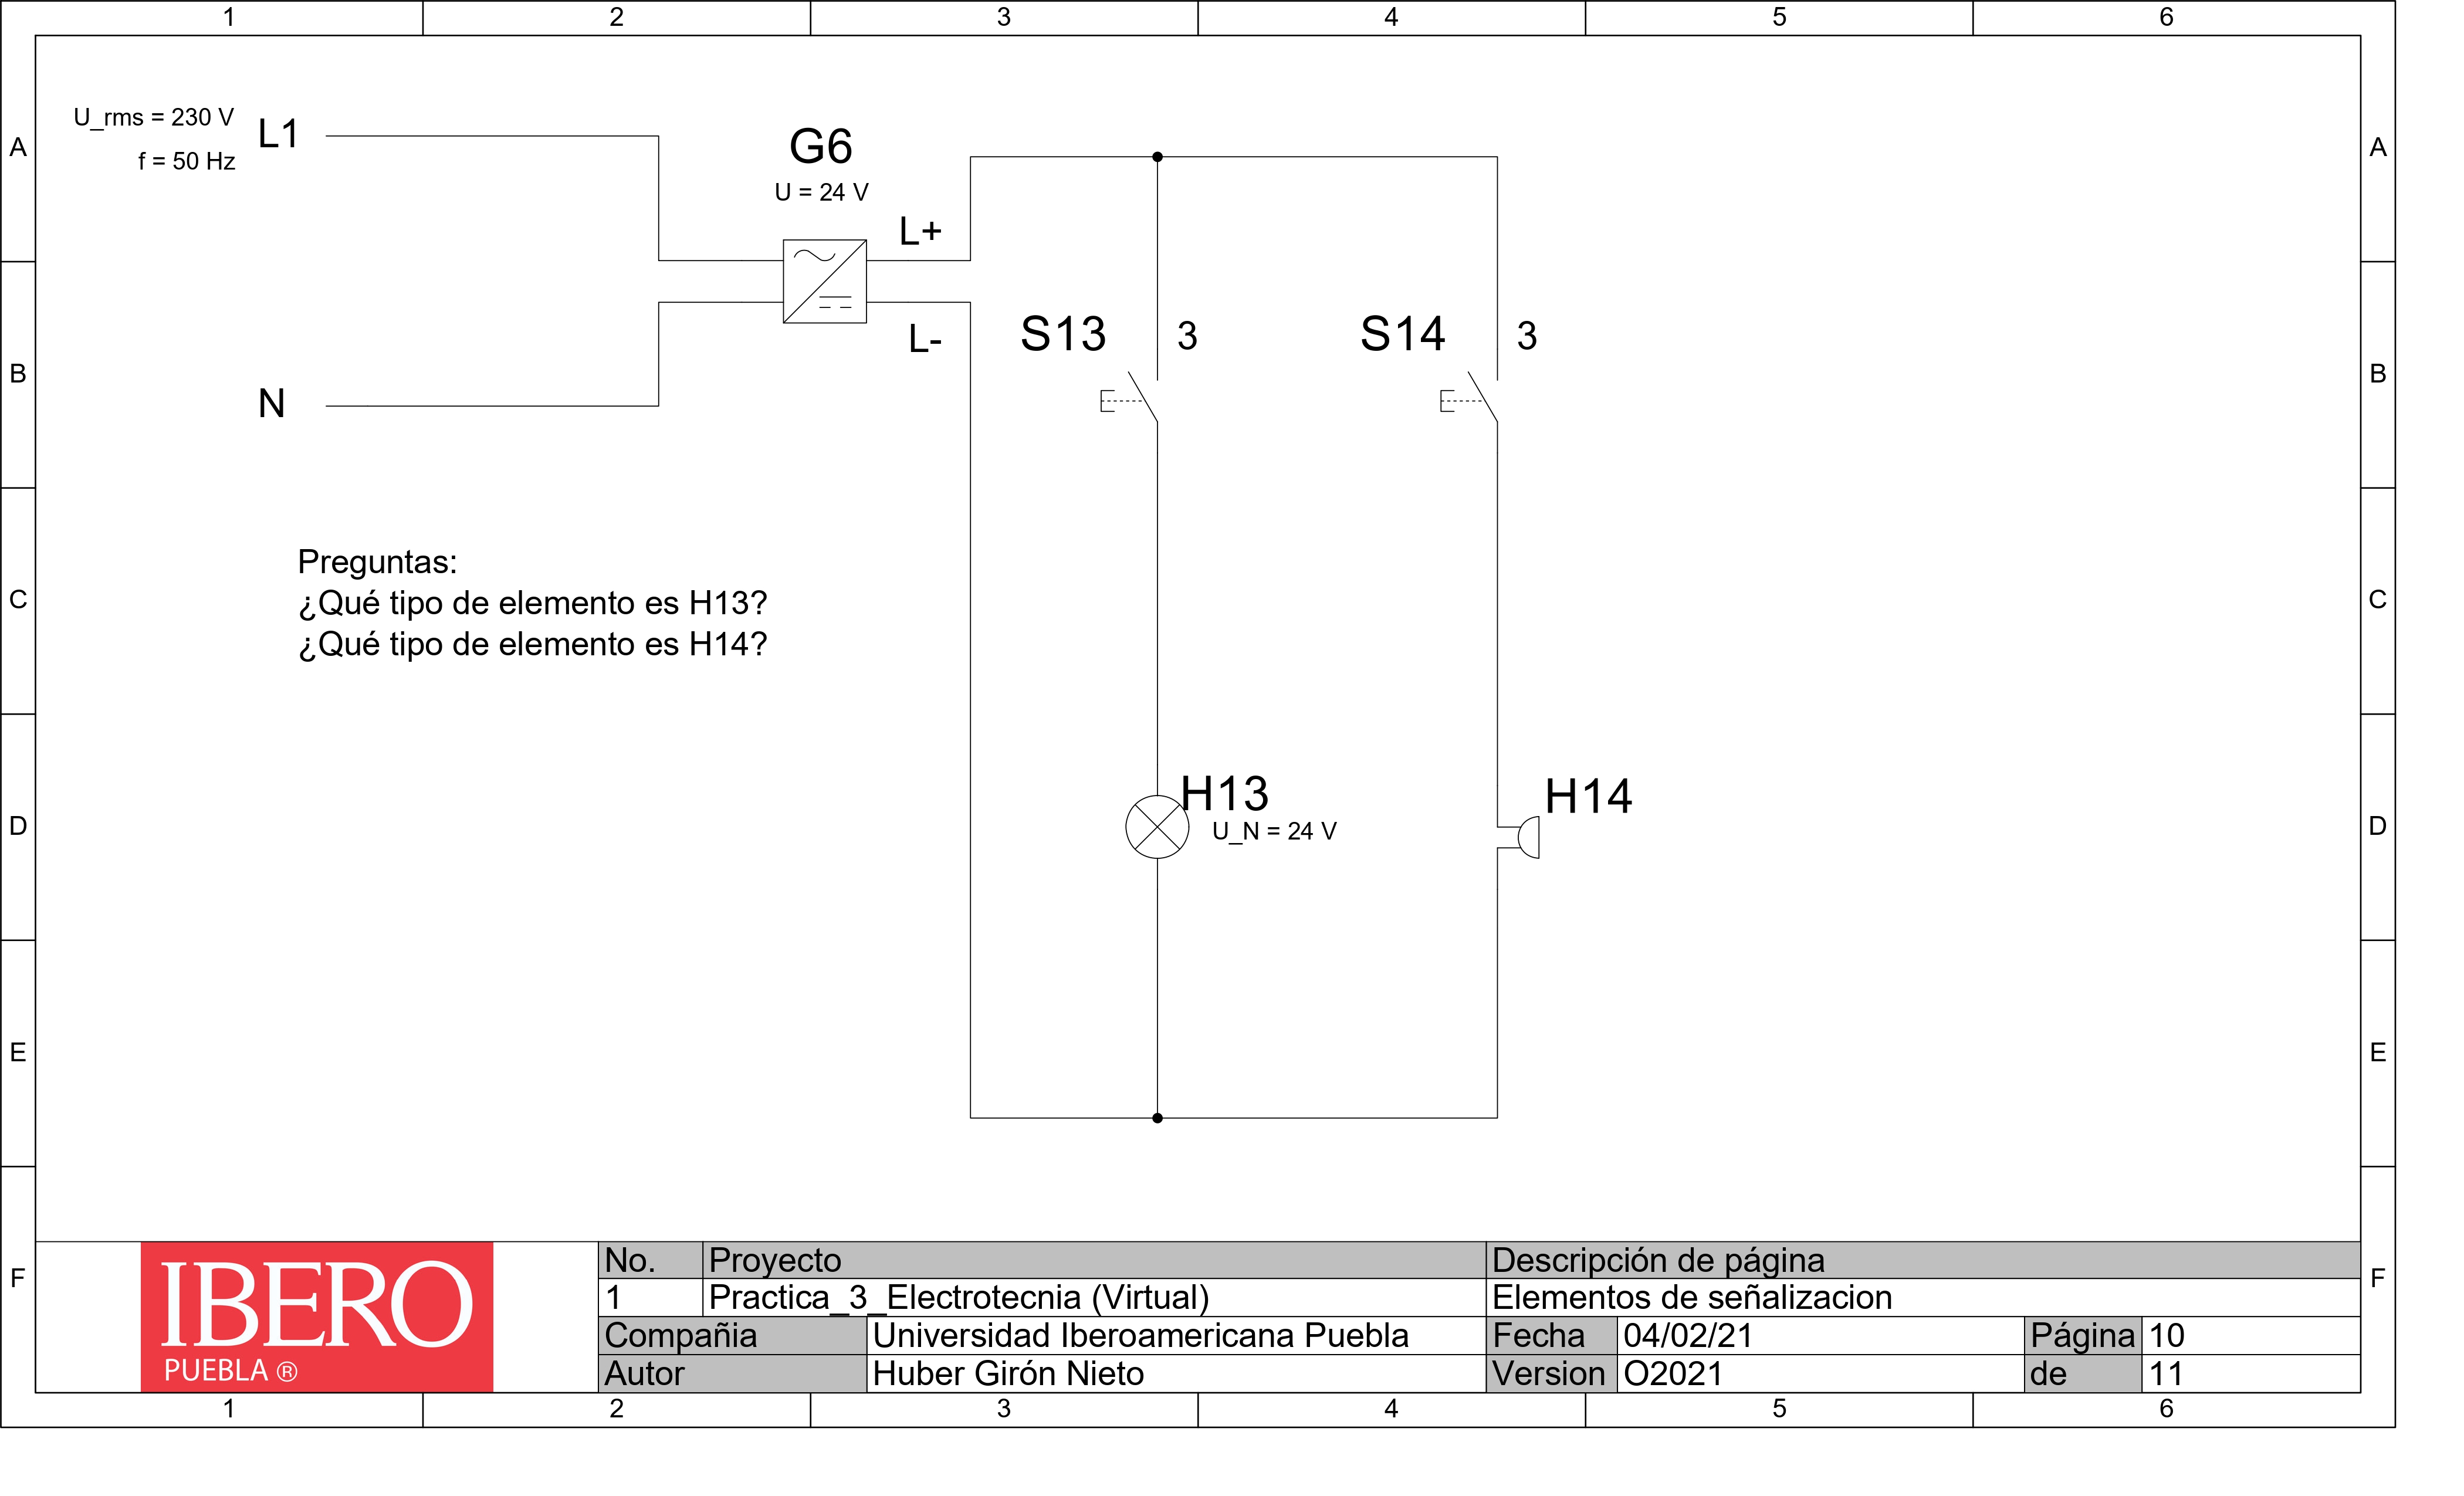 1 2 3 4 5 6
A A
U_rms = 230 V
f = 50 Hz
L1
G6
U = 24 V
L+
L-
N
B B
S13 3
S14 3
Preguntas:
¿Qué tipo de elemento es H13?
¿Qué tipo de elemento es H14?
C C
H13
U_N = 24 V
H14
D D
E E
F F
IBERO
PUEBLA ®
No. Proyecto Descripción de página
1 Practica_3_Electrotecnia (Virtual) Elementos de señalizacion
Compañia Universidad Iberoamericana Puebla Fecha 04/02/21 Página 10
Autor Huber Girón Nieto Version O2021 de 11
1 2 3 4 5 6